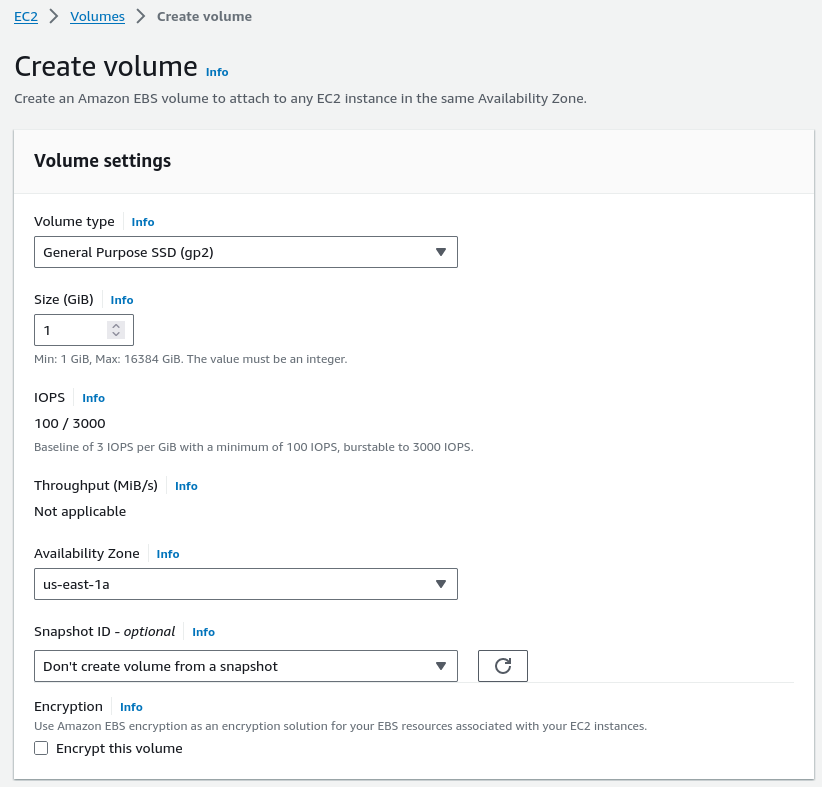 EC2 > Volumes > Create volume
Create volume Info
Create an Amazon EBS volume to attach to any EC2 instance in the same Availability Zone.
Volume settings
Volume type Info
General Purpose SSD (gp2)
Size (GiB) Info
1
Min: 1 GiB, Max: 16384 GiB. The value must be an integer.
IOPS Info
100 / 3000
Baseline of 3 IOPS per GiB with a minimum of 100 IOPS, burstable to 3000 IOPS.
Throughput (MiB/s) Info
Not applicable
Availability Zone Info
us-east-1a
Snapshot ID - optional Info
Don't create volume from a snapshot
Encryption Info
Use Amazon EBS encryption as an encryption solution for your EBS resources associated with your EC2 instances.
Encrypt this volume